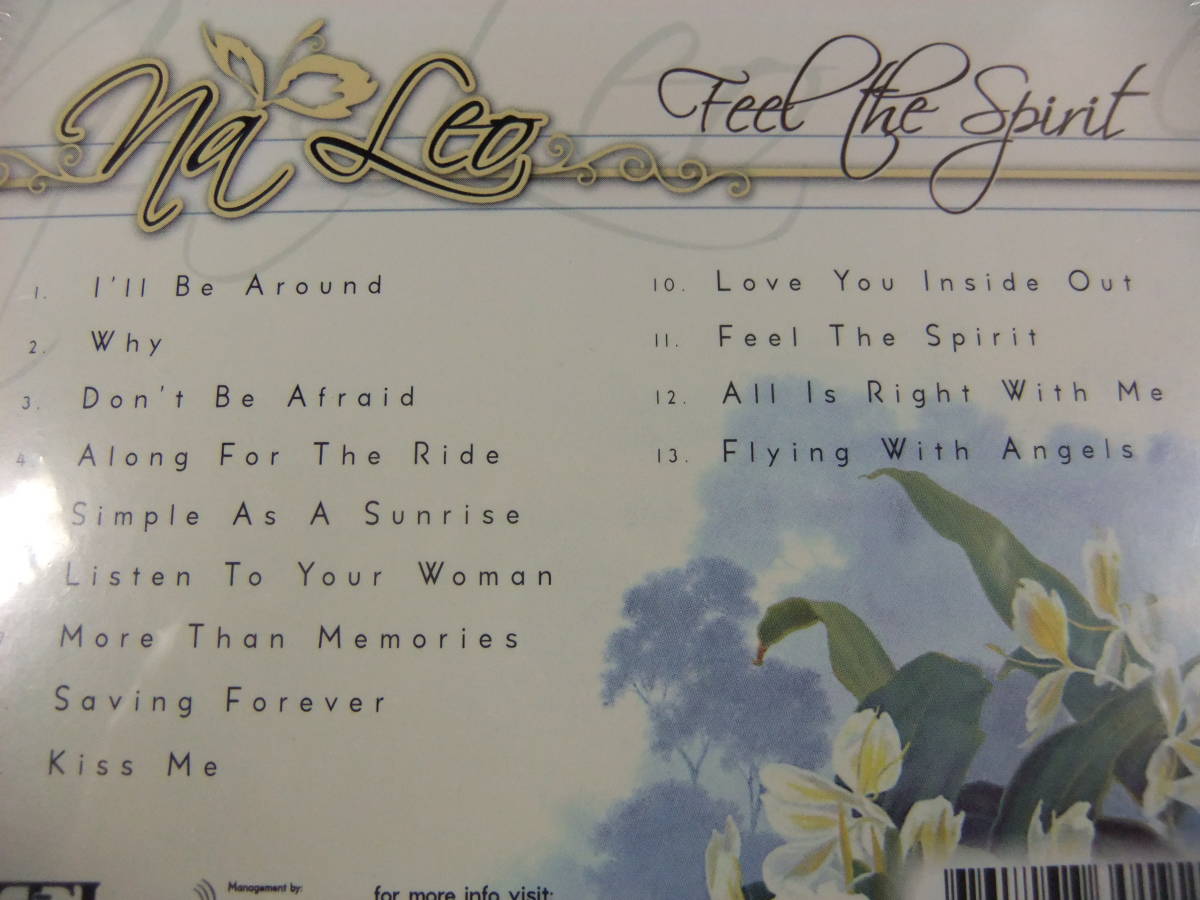 Na Leo
Feel the Spirit
1. I'll Be Around
2. Why
3. Don't Be Afraid
4. Along For The Ride
Simple As A Sunrise
Listen To Your Woman
More Than Memories
Saving Forever
Kiss Me
10. Love You Inside Out
11. Feel The Spirit
12. All Is Right With Me
13. Flying With Angels
Management by:
for more info visit: